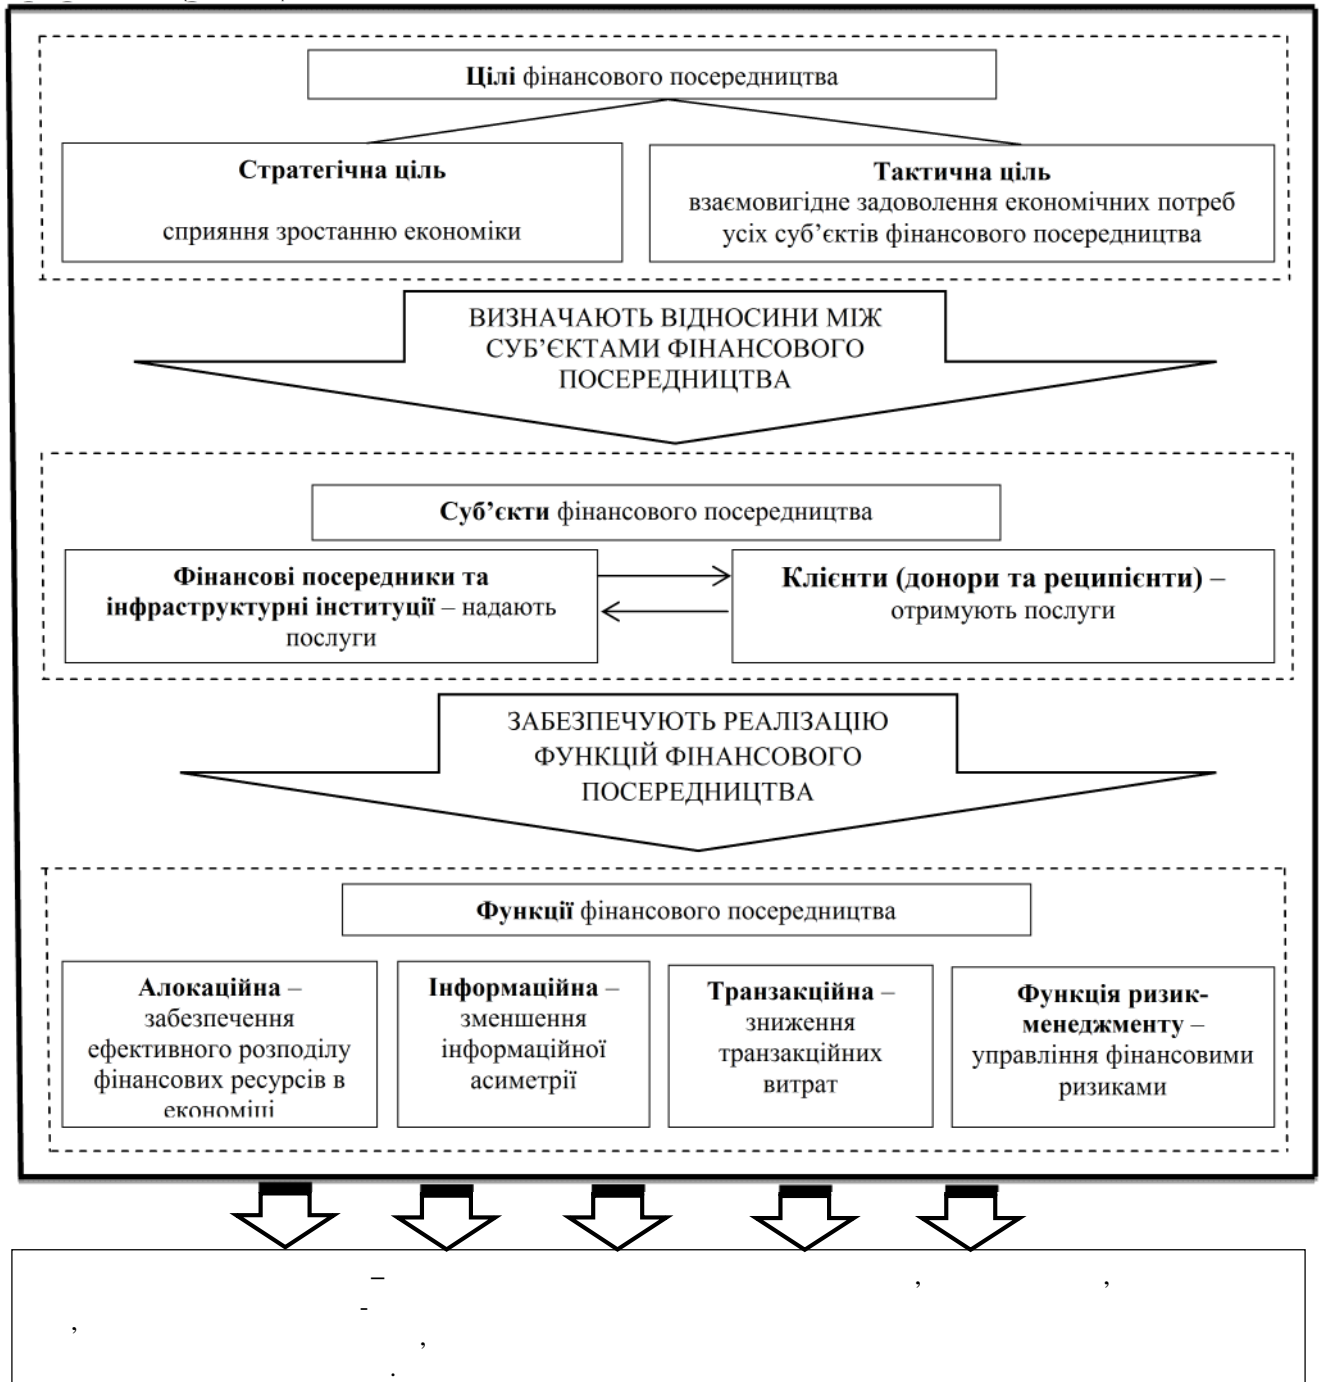 Цілі фінансового посередництва
Стратегічна ціль
сприяння зростанню економіки
Тактична ціль
взаємовигідне задоволення економічних потреб
усіх суб’єктів фінансового посередництва
ВИЗНАЧАЮТЬ ВІДНОСИНИ МІЖ
СУБ’ЄКТАМИ ФІНАНСОВОГО
ПОСЕРЕДНИЦТВА
Суб’єкти фінансового посередництва
Фінансові посередники та
інфраструктурні інституції – надають
послуги
Клієнти (донори та реципієнти) –
отримують послуги
ЗАБЕЗПЕЧУЮТЬ РЕАЛІЗАЦІЮ
ФУНКЦІЙ ФІНАНСОВОГО
ПОСЕРЕДНИЦТВА
Функції фінансового посередництва
Алокаційна –
забезпечення
ефективного розподілу
фінансових ресурсів в
економіці
Інформаційна –
зменшення
інформаційної
асиметрії
Транзакційна –
зниження
транзакційних
витрат
Функція ризик-
менеджменту –
управління фінансовими
ризиками
– , ,
-
,
,
.